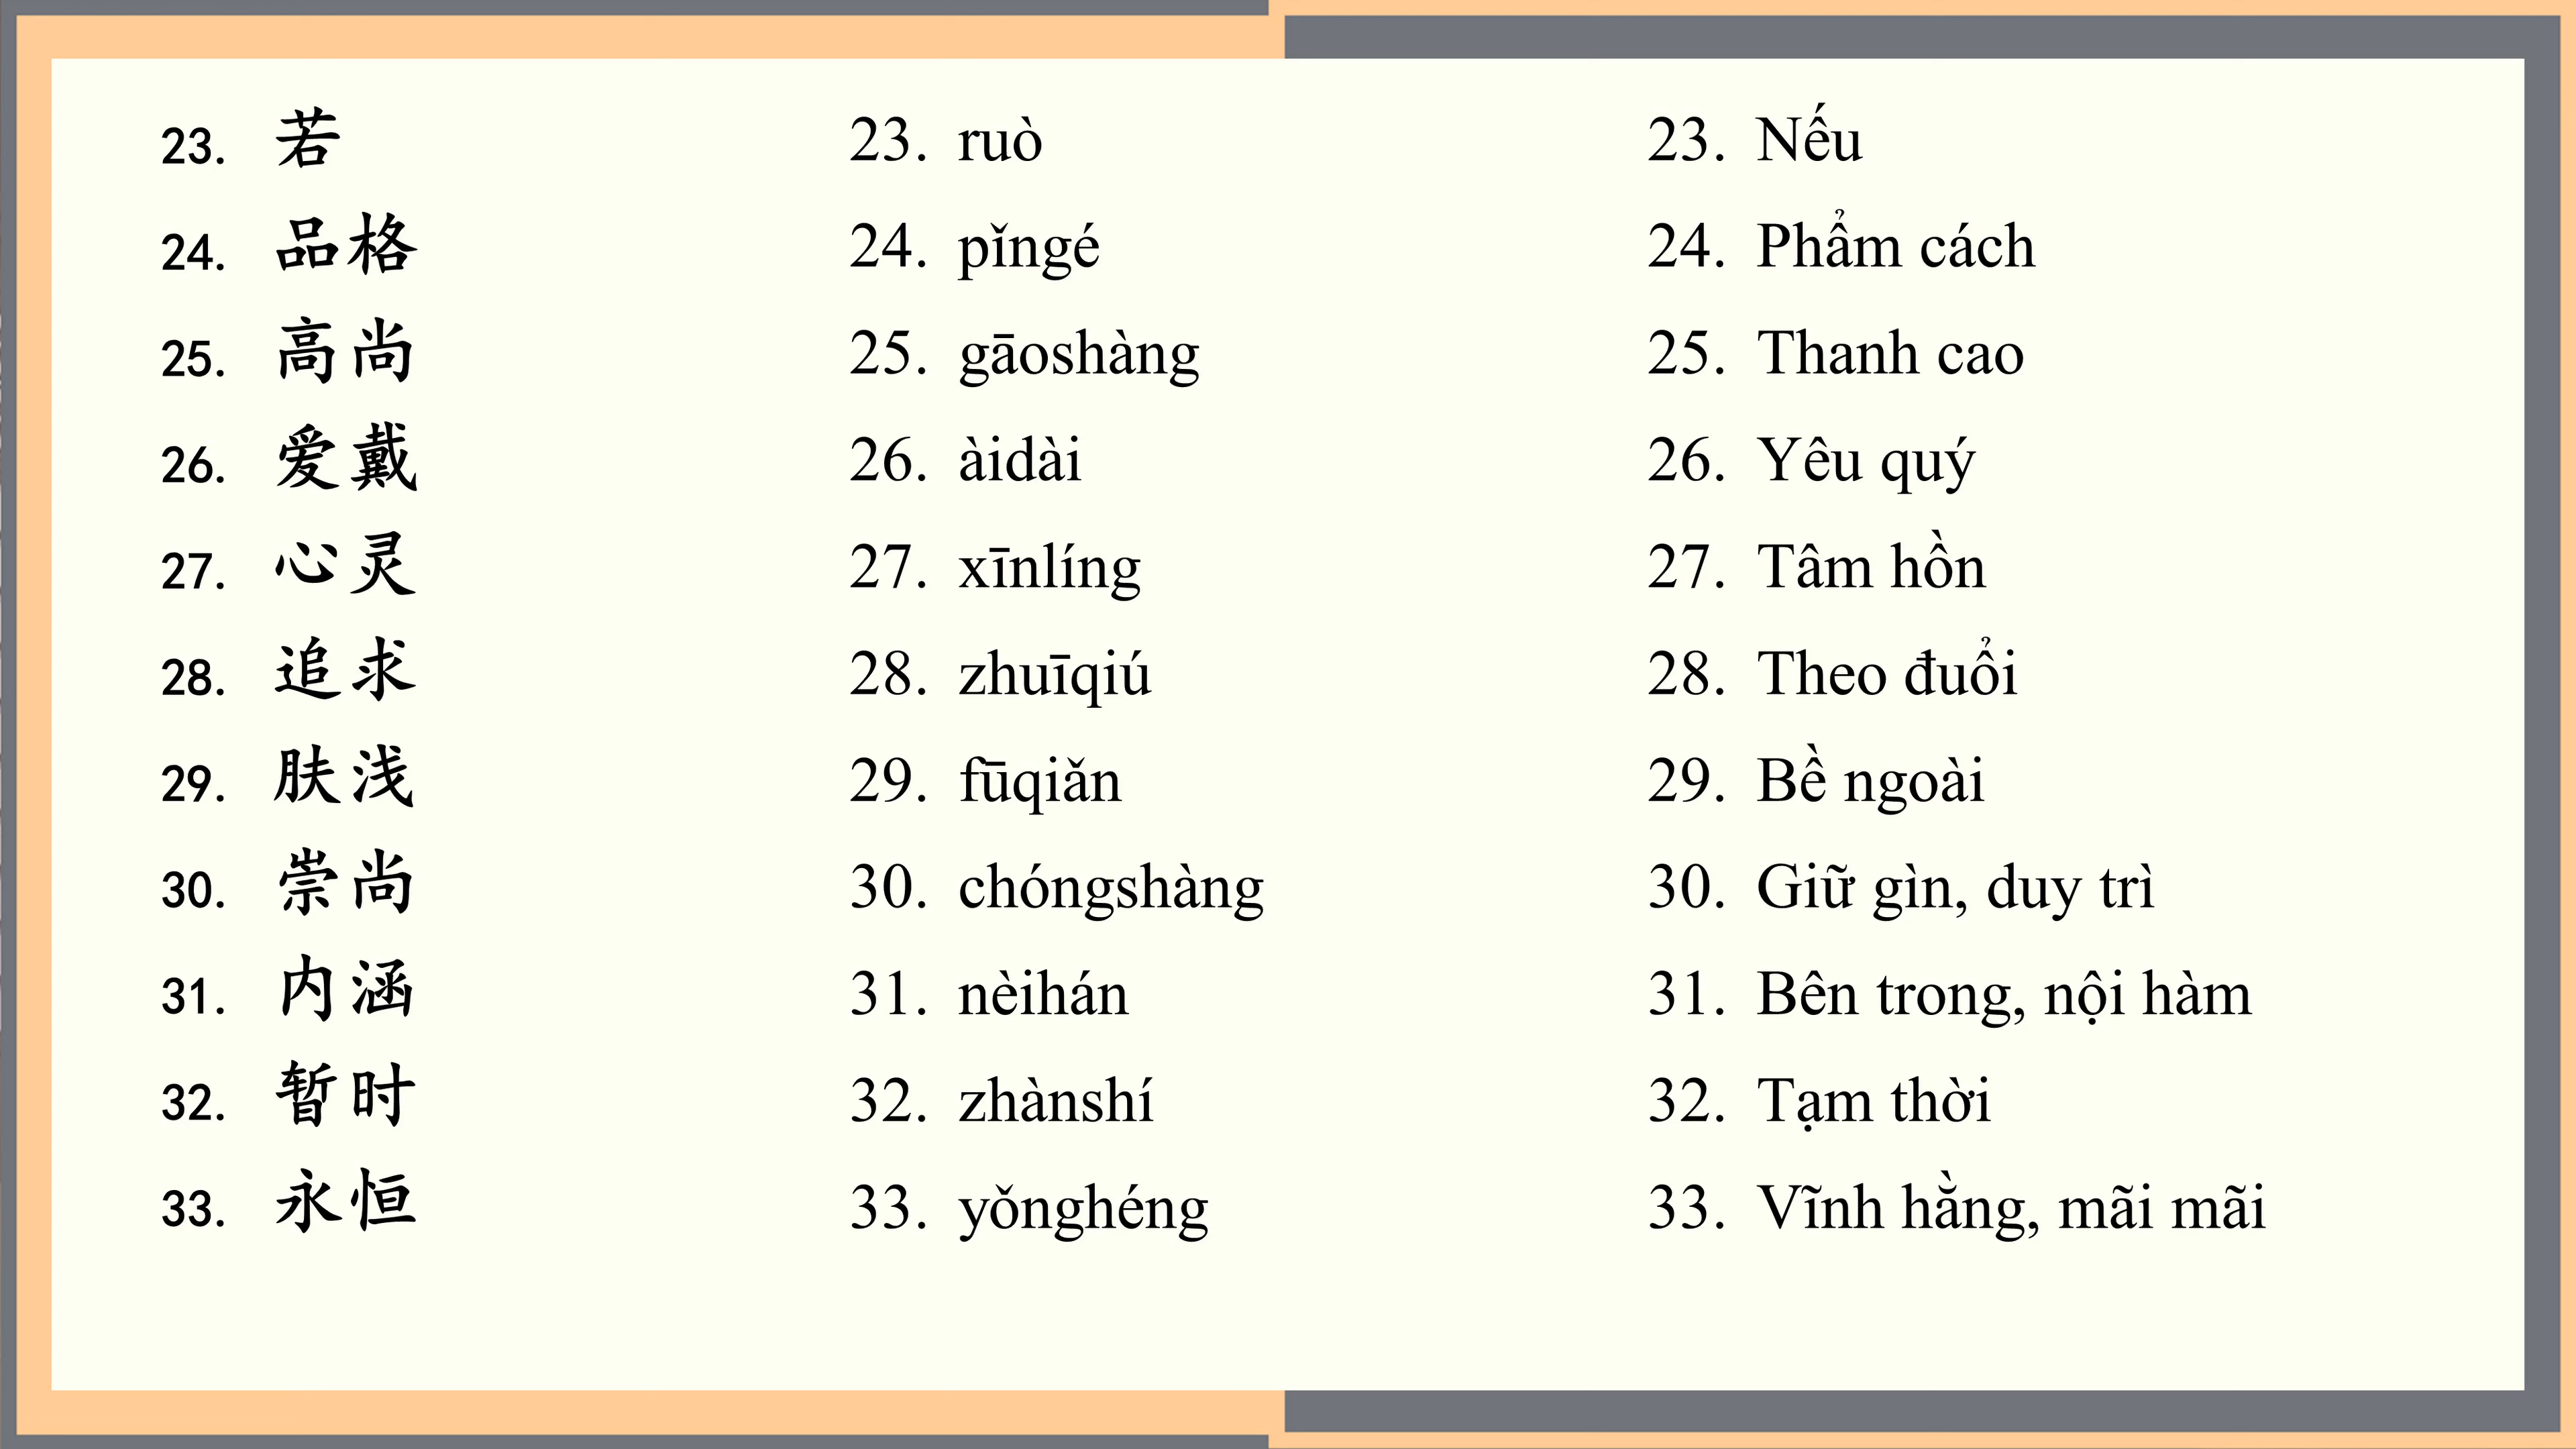 23. 若
24. 品格
25. 高尚
26. 爱戴
27. 心灵
28. 追求
29. 肤浅
30. 崇尚
31. 内涵
32. 暂时
33. 永恒
23. ruò
24. pǐngé
25. gāoshàng
26. àidài
27. xīnlíng
28. zhuīqiú
29. fūqiǎn
30. chóngshàng
31. nèihán
32. zhànshí
33. yǒnghéng
23. Nếu
24. Phẩm cách
25. Thanh cao
26. Yêu quý
27. Tâm hồn
28. Theo đuổi
29. Bề ngoài
30. Giữ gìn, duy trì
31. Bên trong, nội hàm
32. Tạm thời
33. Vĩnh hằng, mãi mãi